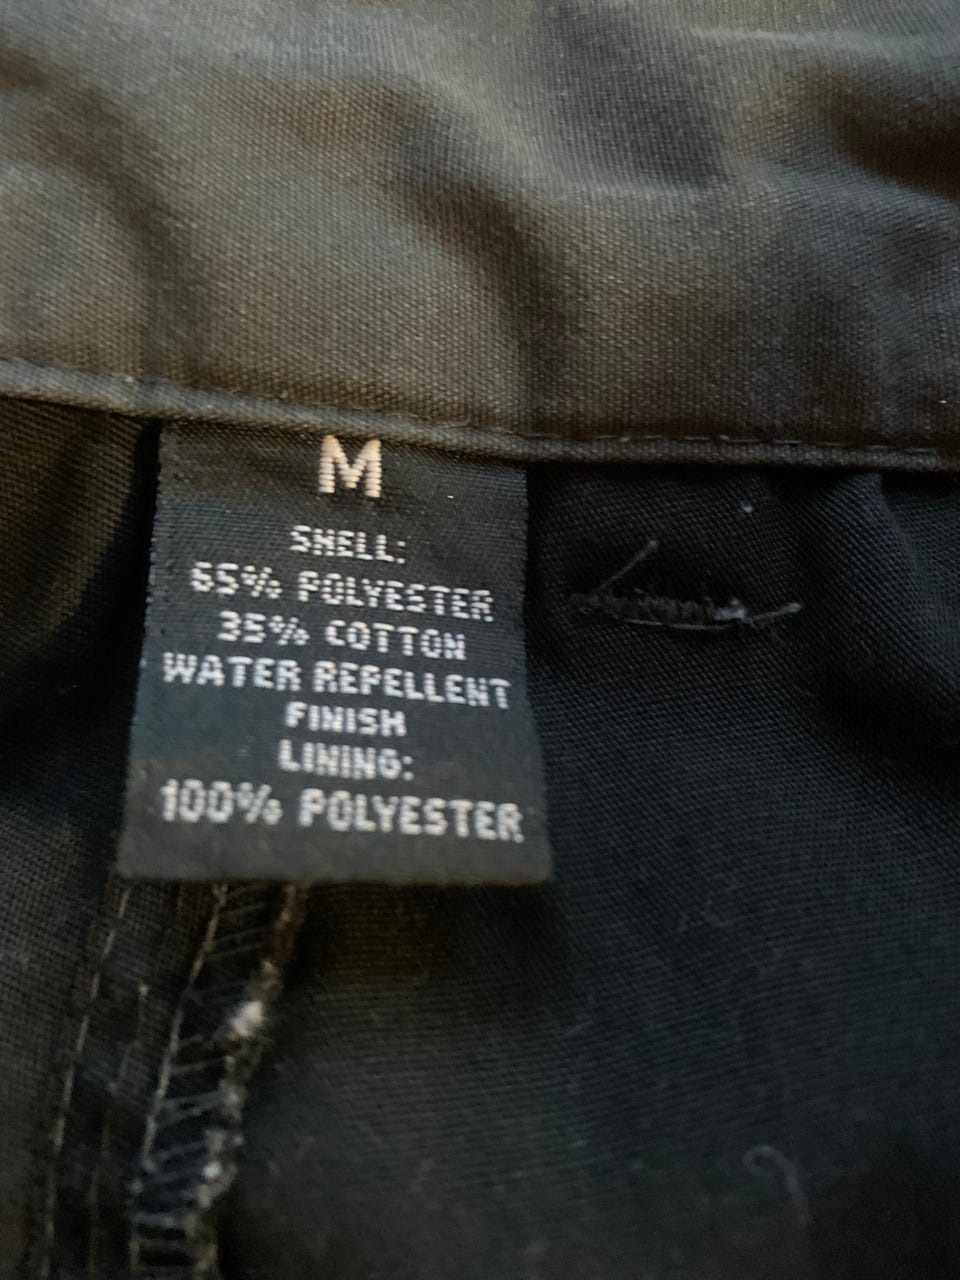 M
SHELL:
65% POLYESTER
35% COTTON
WATER REPELLENT
FINISH
LINING:
100% POLYESTER